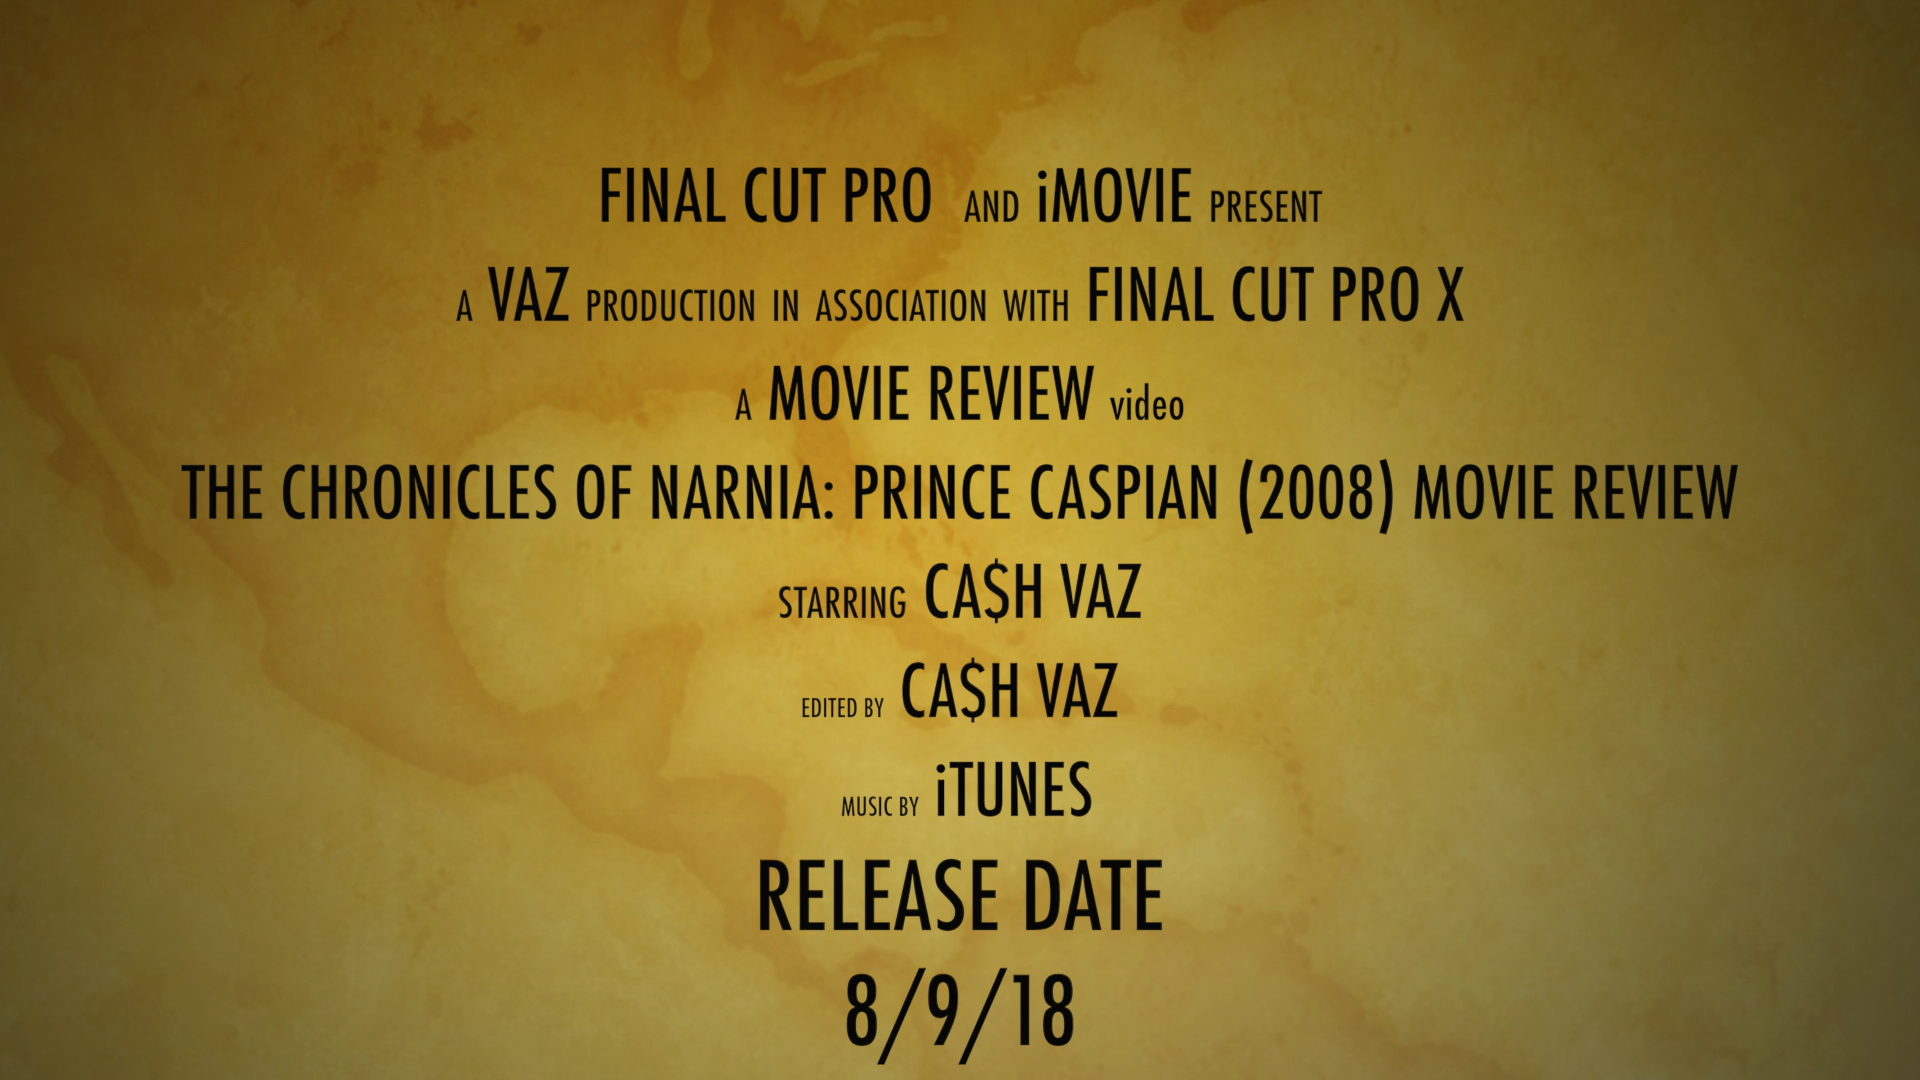 FINAL CUT PRO AND iMOVIE PRESENT
A VAZ PRODUCTION IN ASSOCIATION WITH FINAL CUT PRO X
A MOVIE REVIEW video
THE CHRONICLES OF NARNIA: PRINCE CASPIAN (2008) MOVIE REVIEW
STARRING CA$H VAZ
EDITED BY CA$H VAZ
MUSIC BY iTUNES
RELEASE DATE
8/9/18